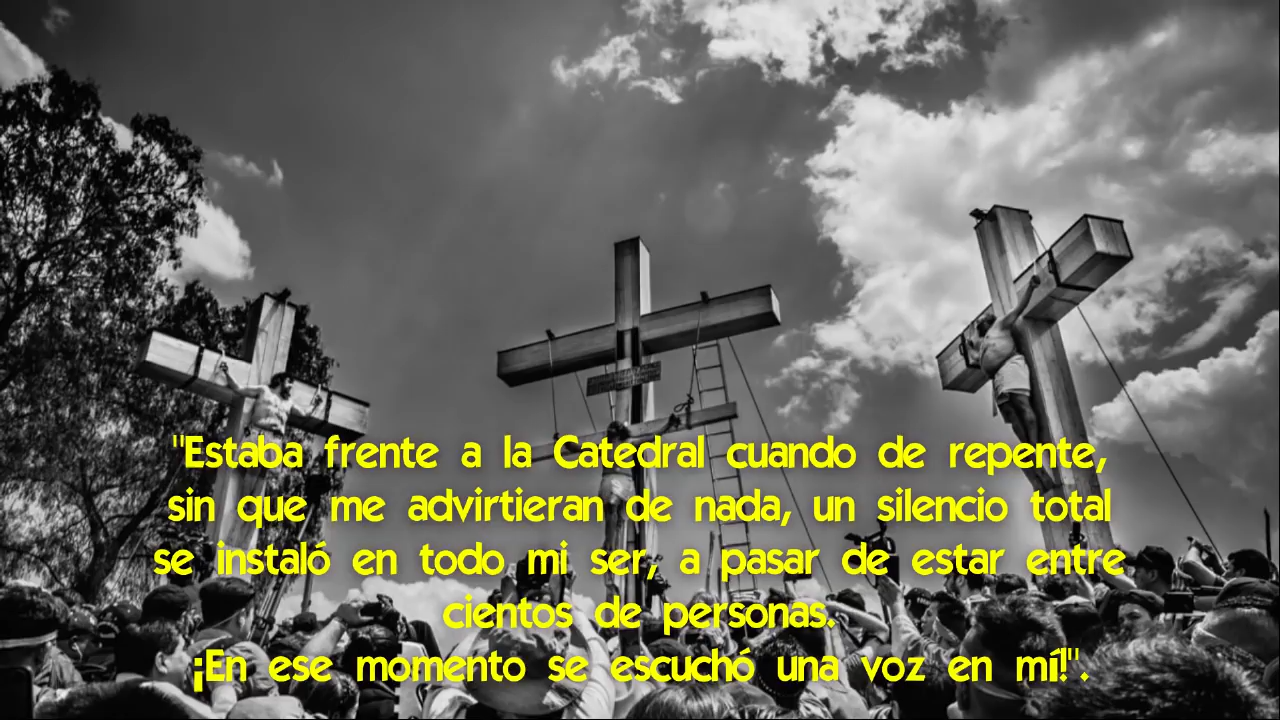 "Estaba frente a la Catedral cuando de repente,
sin que me advirtieran de nada, un silencio total
se instaló en todo mi ser, a pasar de estar entre
cientos de personas.
¡En ese momento se escuchó una voz en mí!".